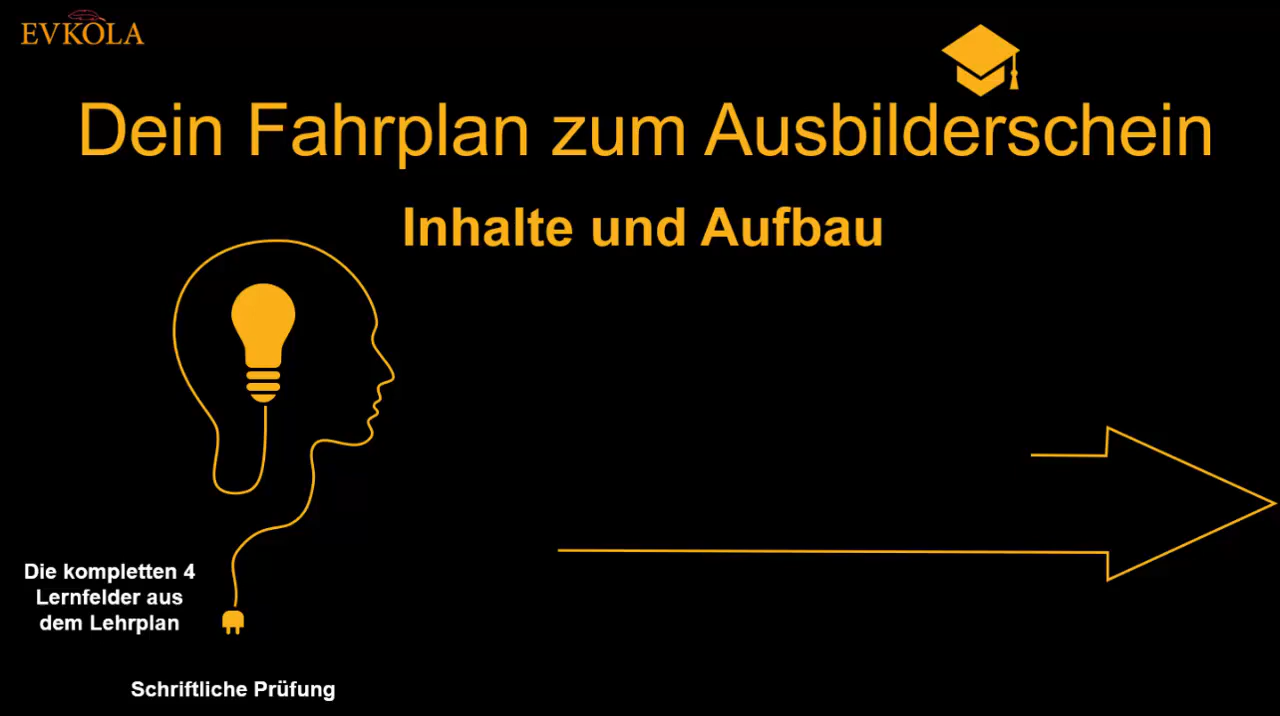 EVKOLA
Dein Fahrplan zum Ausbilderschein
Inhalte und Aufbau
Die kompletten 4
Lernfelder aus
dem Lehrplan
Schriftliche Prüfung